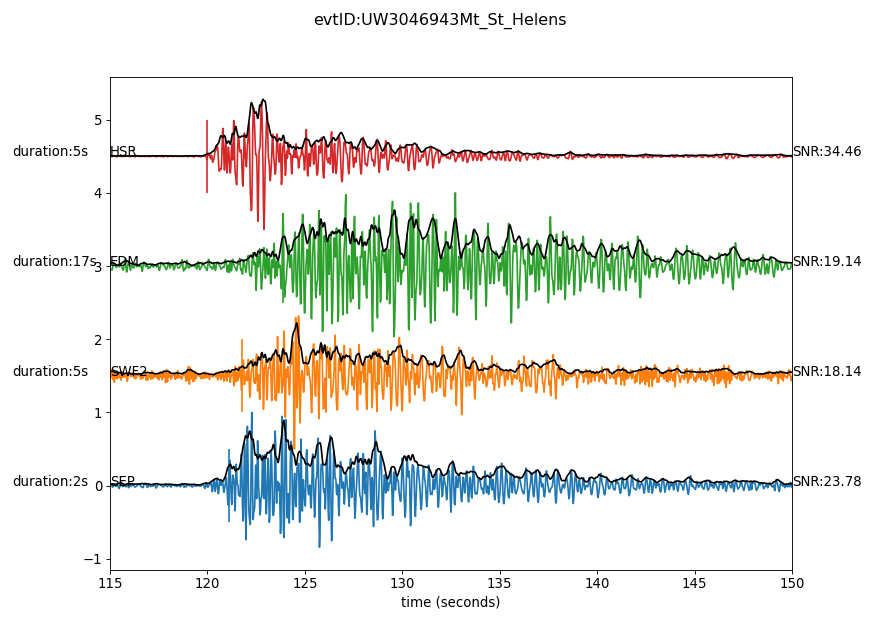 evtID:UW3046943Mt_St_Helens
5
duration:5s HSR SNR:34.46
4
duration:17s EDM SNR:19.14
3
2
duration:5s SWF2 SNR:18.14
1
duration:2s SEP SNR:23.78
0
−1
115 120 125 130 135 140 145 150
time (seconds)